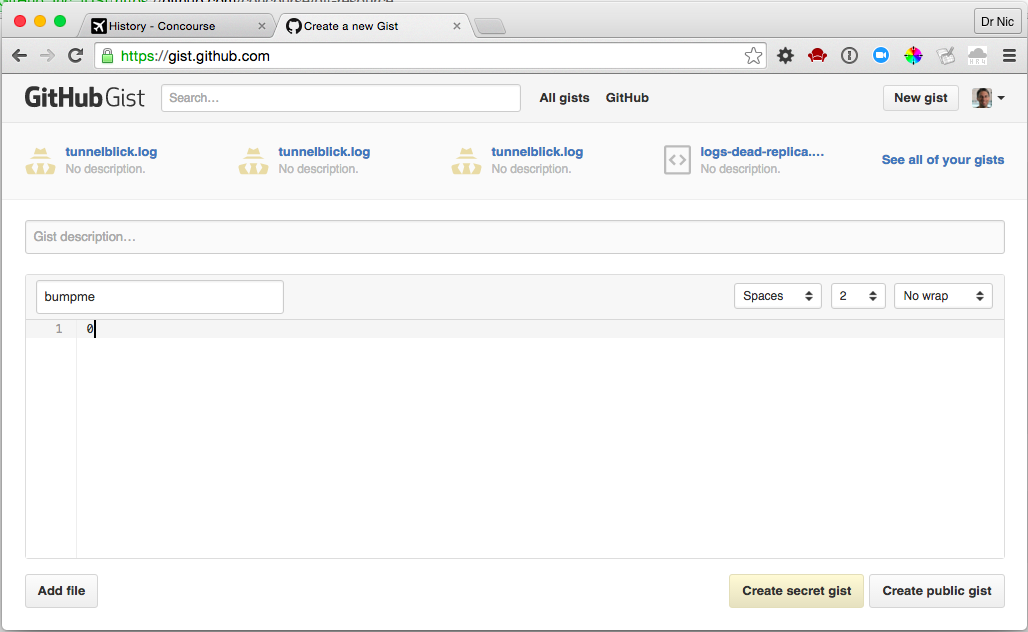 History - Concourse
Create a new Gist
Dr Nic
https://gist.github.com
GitHub Gist
Search...
All gists
GitHub
New gist
tunnelblick.log
No description.
tunnelblick.log
No description.
tunnelblick.log
No description.
logs-dead-replica....
No description.
See all of your gists
Gist description...
bumpme
Spaces
2
No wrap
1 0
Add file
Create secret gist
Create public gist